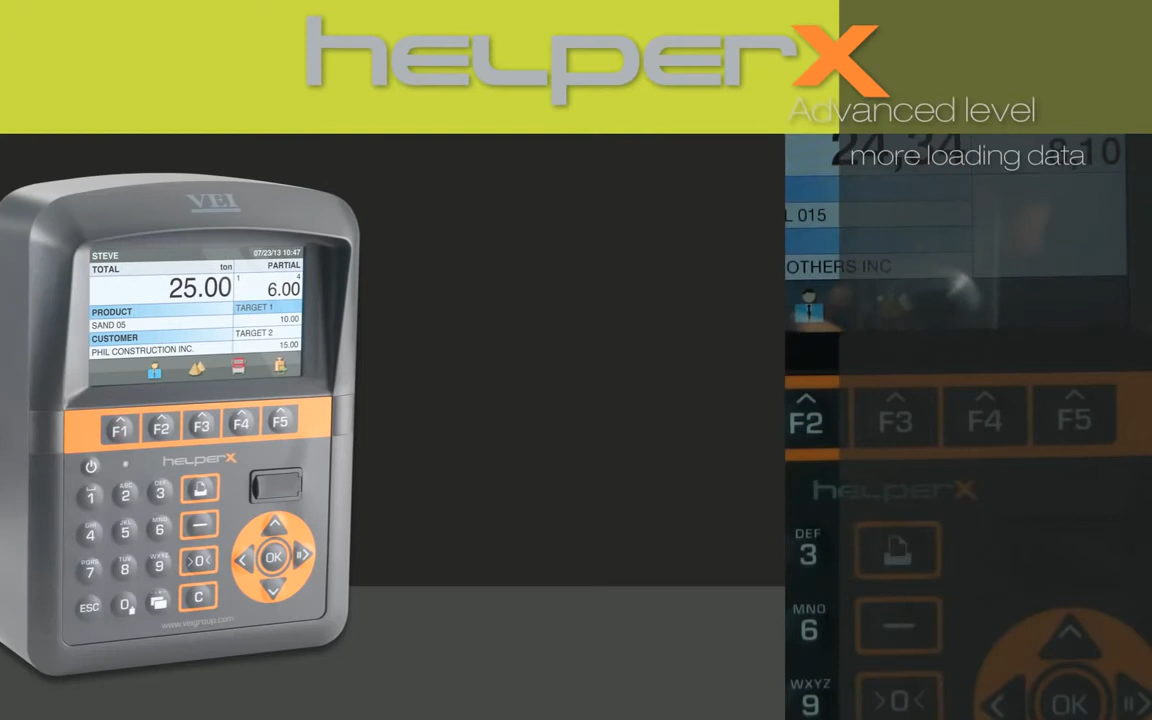 helperx
Advanced level
more loading data
VEI
STEVE 07/23/13 10:47
TOTAL ton PARTIAL
25.00 1 4 6.00
PRODUCT TARGET 1
SAND 05 10.00
CUSTOMER TARGET 2
PHIL CONSTRUCTION INC. 15.00
F1 F2 F3 F4 F5
helperx
1 ABC 2 DEF 3
GHI 4 JKL 5 MNO 6
PQRS 7 TUV 8 WXYZ 9 >0<
ESC 0 C
OK
www.veigroup.com
24,34 8,10
L 015
OTHERS INC
F2 F3 F4 F5
helperx
DEF
3
MNO
6
WXYZ
9 >0< OK